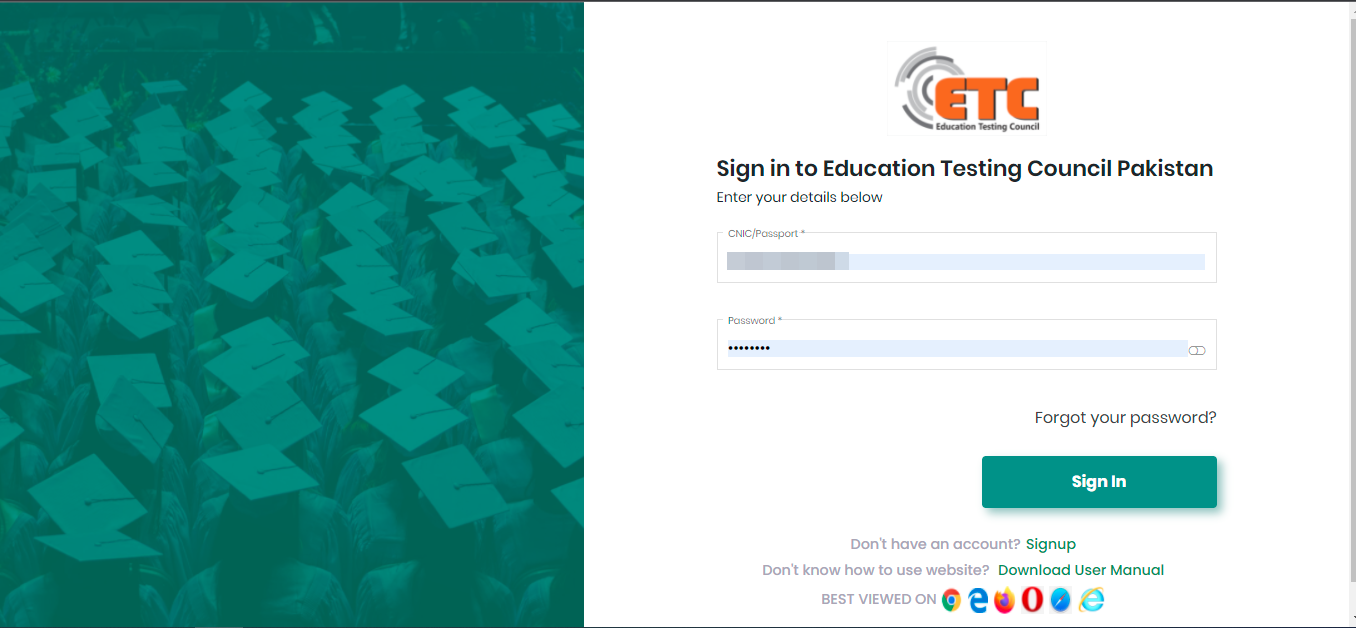 ETC
Education Testing Council
Sign in to Education Testing Council Pakistan
Enter your details below
CNIC/Passport *
Password *
••••••••
Forgot your password?
Sign In
Don't have an account? Signup
Don't know how to use website? Download User Manual
BEST VIEWED ON